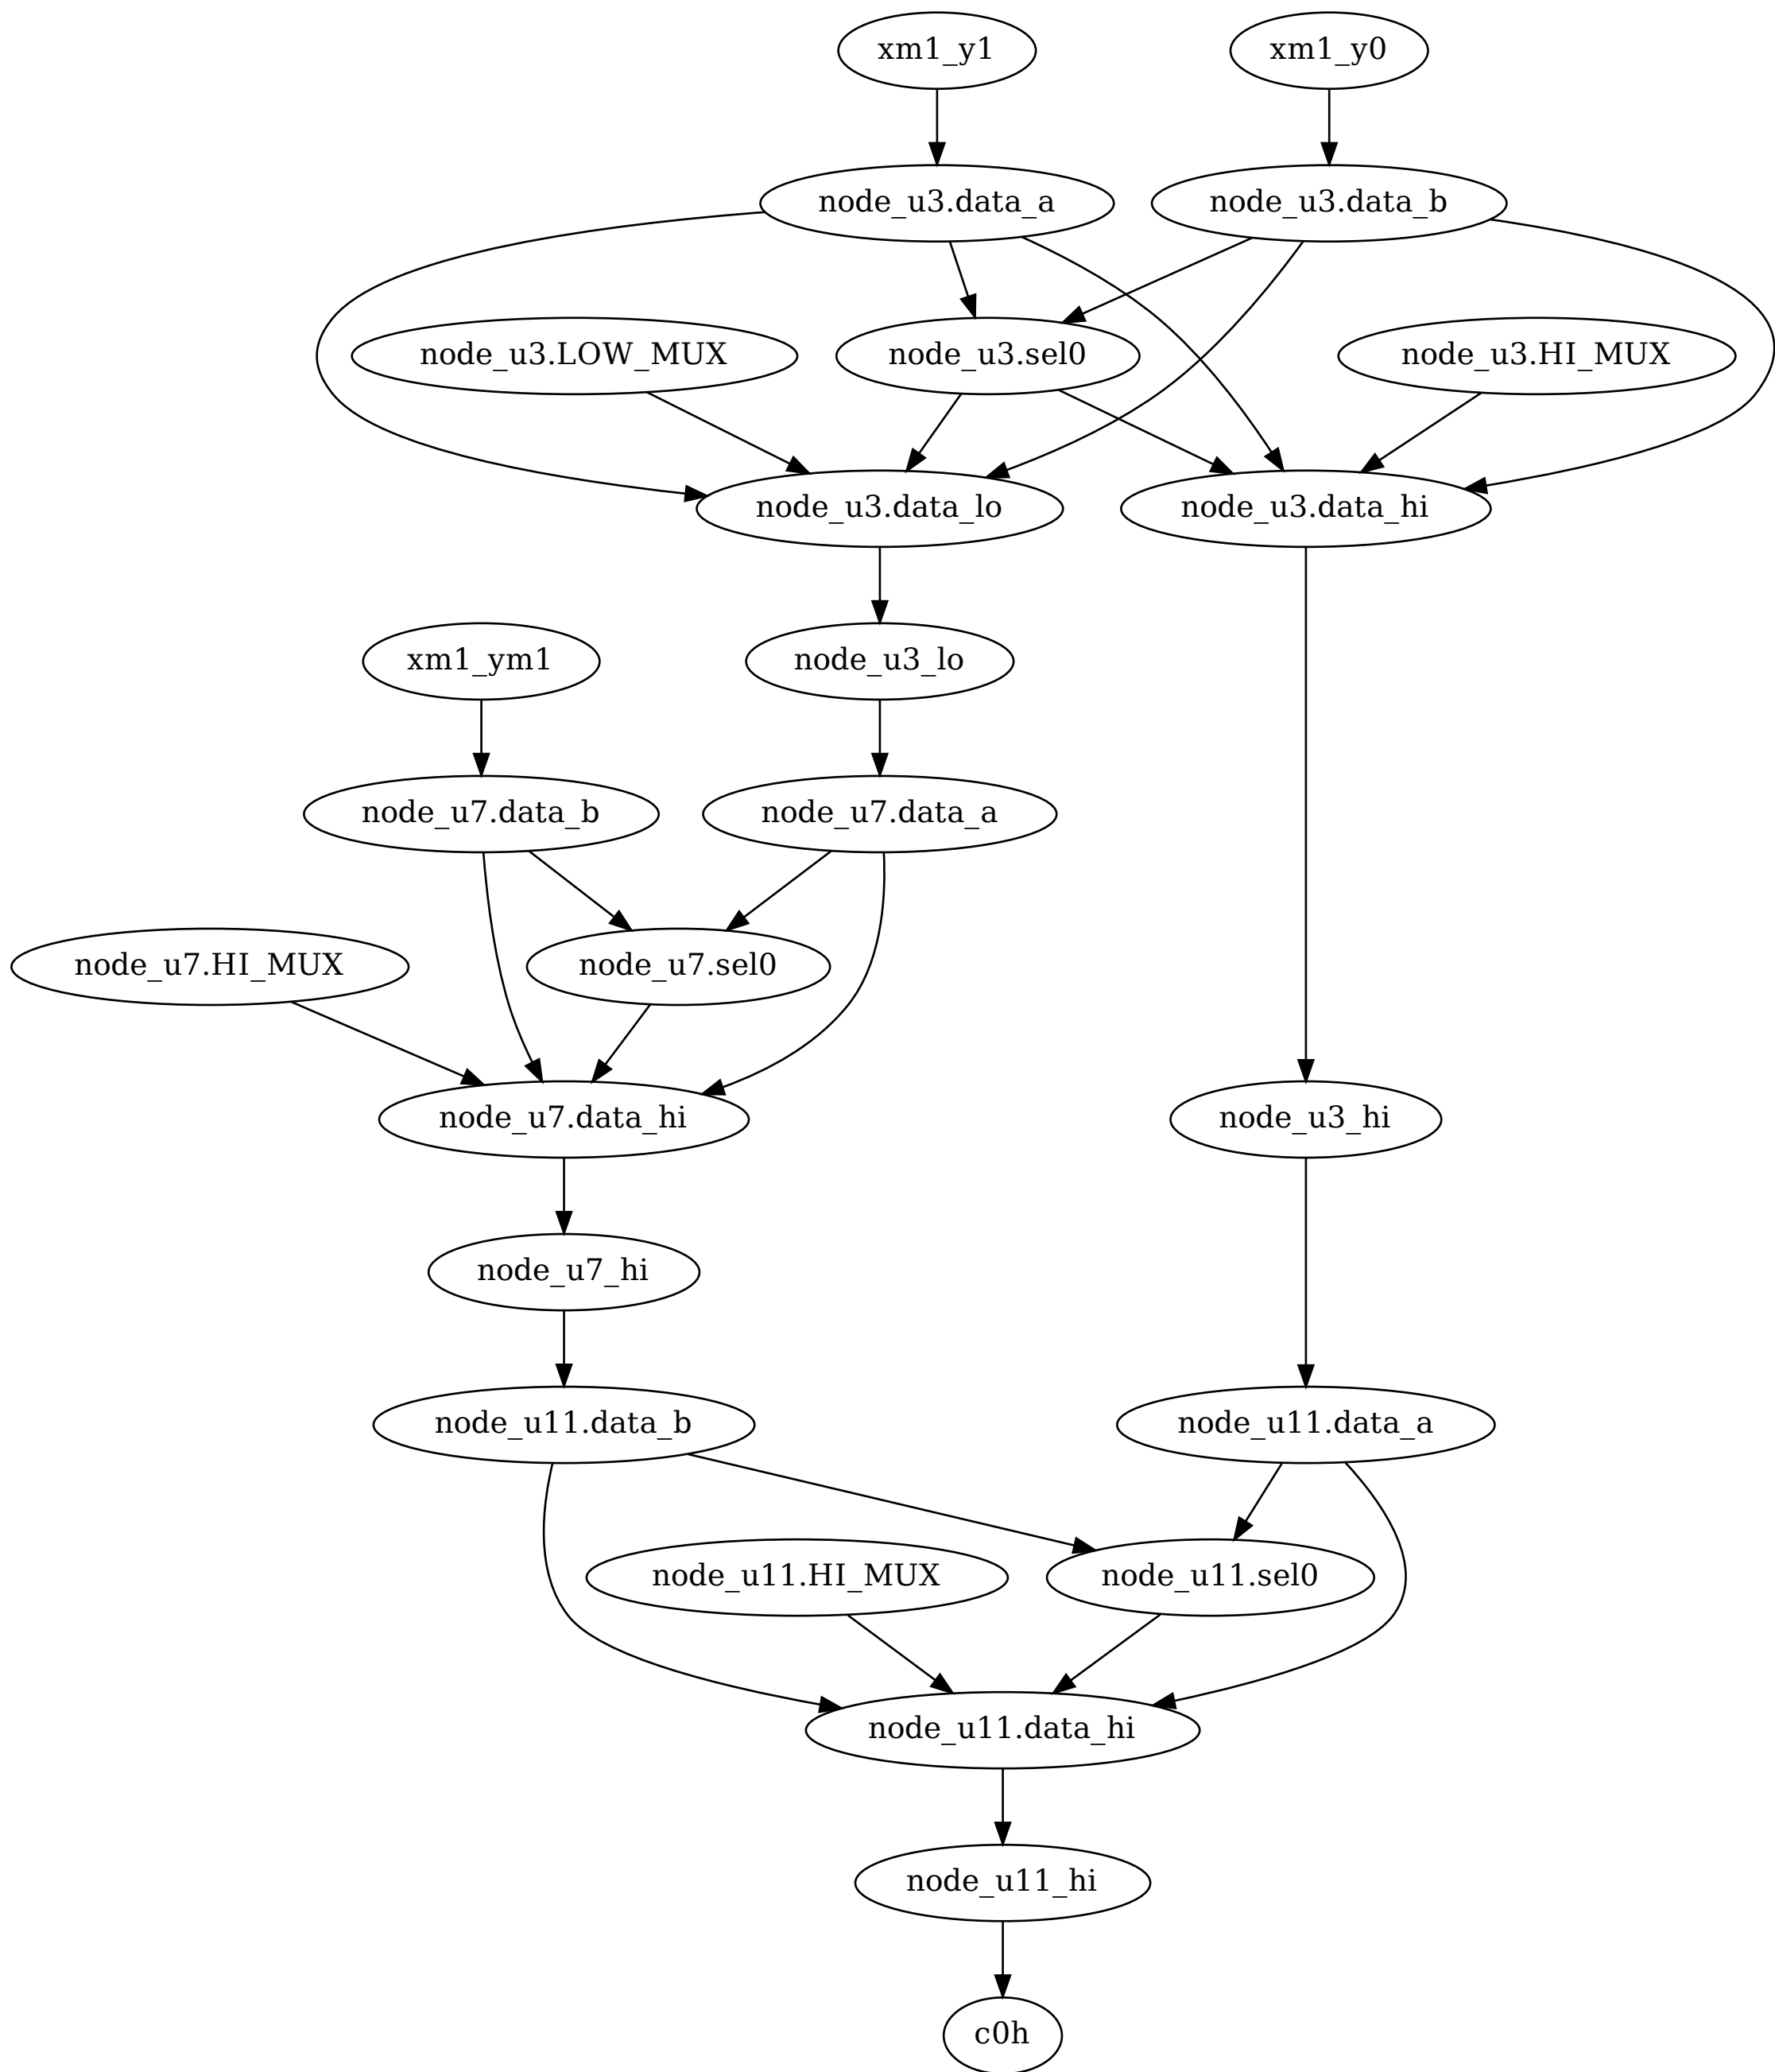 xm1_y1
xm1_y0
node_u3.data_a
node_u3.data_b
node_u3.LOW_MUX
node_u3.sel0
node_u3.HI_MUX
node_u3.data_lo
node_u3.data_hi
xm1_ym1
node_u3_lo
node_u7.data_b
node_u7.data_a
node_u7.HI_MUX
node_u7.sel0
node_u7.data_hi
node_u3_hi
node_u7_hi
node_u11.data_b
node_u11.data_a
node_u11.HI_MUX
node_u11.sel0
node_u11.data_hi
node_u11_hi
c0h